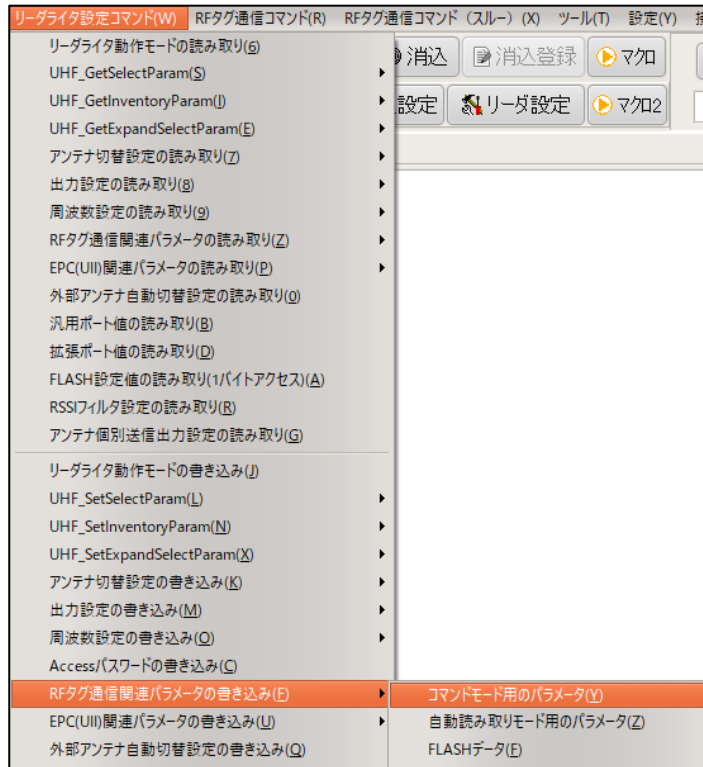 リーダライタ設定コマンド(W) RFタグ通信コマンド(R) RFタグ通信コマンド（スルー）(X) ツール(T) 設定(Y)
リーダライタ動作モードの読み取り(6)
消込 消込登録 マクロ
UHF_GetSelectParam(S)
UHF_GetInventoryParam(I)
設定 リーダ設定 マクロ2
UHF_GetExpandSelectParam(E)
アンテナ切替設定の読み取り(7)
出力設定の読み取り(8)
周波数設定の読み取り(9)
RFタグ通信関連パラメータの読み取り(Z)
EPC(UII)関連パラメータの読み取り(P)
外部アンテナ自動切替設定の読み取り(0)
汎用ポート値の読み取り(B)
拡張ポート値の読み取り(D)
FLASH設定値の読み取り(1バイトアクセス)(A)
RSSIフィルタ設定の読み取り(R)
アンテナ個別送信出力設定の読み取り(G)
リーダライタ動作モードの書き込み(J)
UHF_SetSelectParam(L)
UHF_SetInventoryParam(N)
UHF_SetExpandSelectParam(X)
アンテナ切替設定の書き込み(K)
出力設定の書き込み(M)
周波数設定の書き込み(O)
Accessパスワードの書き込み(C)
RFタグ通信関連パラメータの書き込み(F) コマンドモード用のパラメータ(Y)
EPC(UII)関連パラメータの書き込み(U) 自動読み取りモード用のパラメータ(Z)
外部アンテナ自動切替設定の書き込み(Q) FLASHデータ(F)